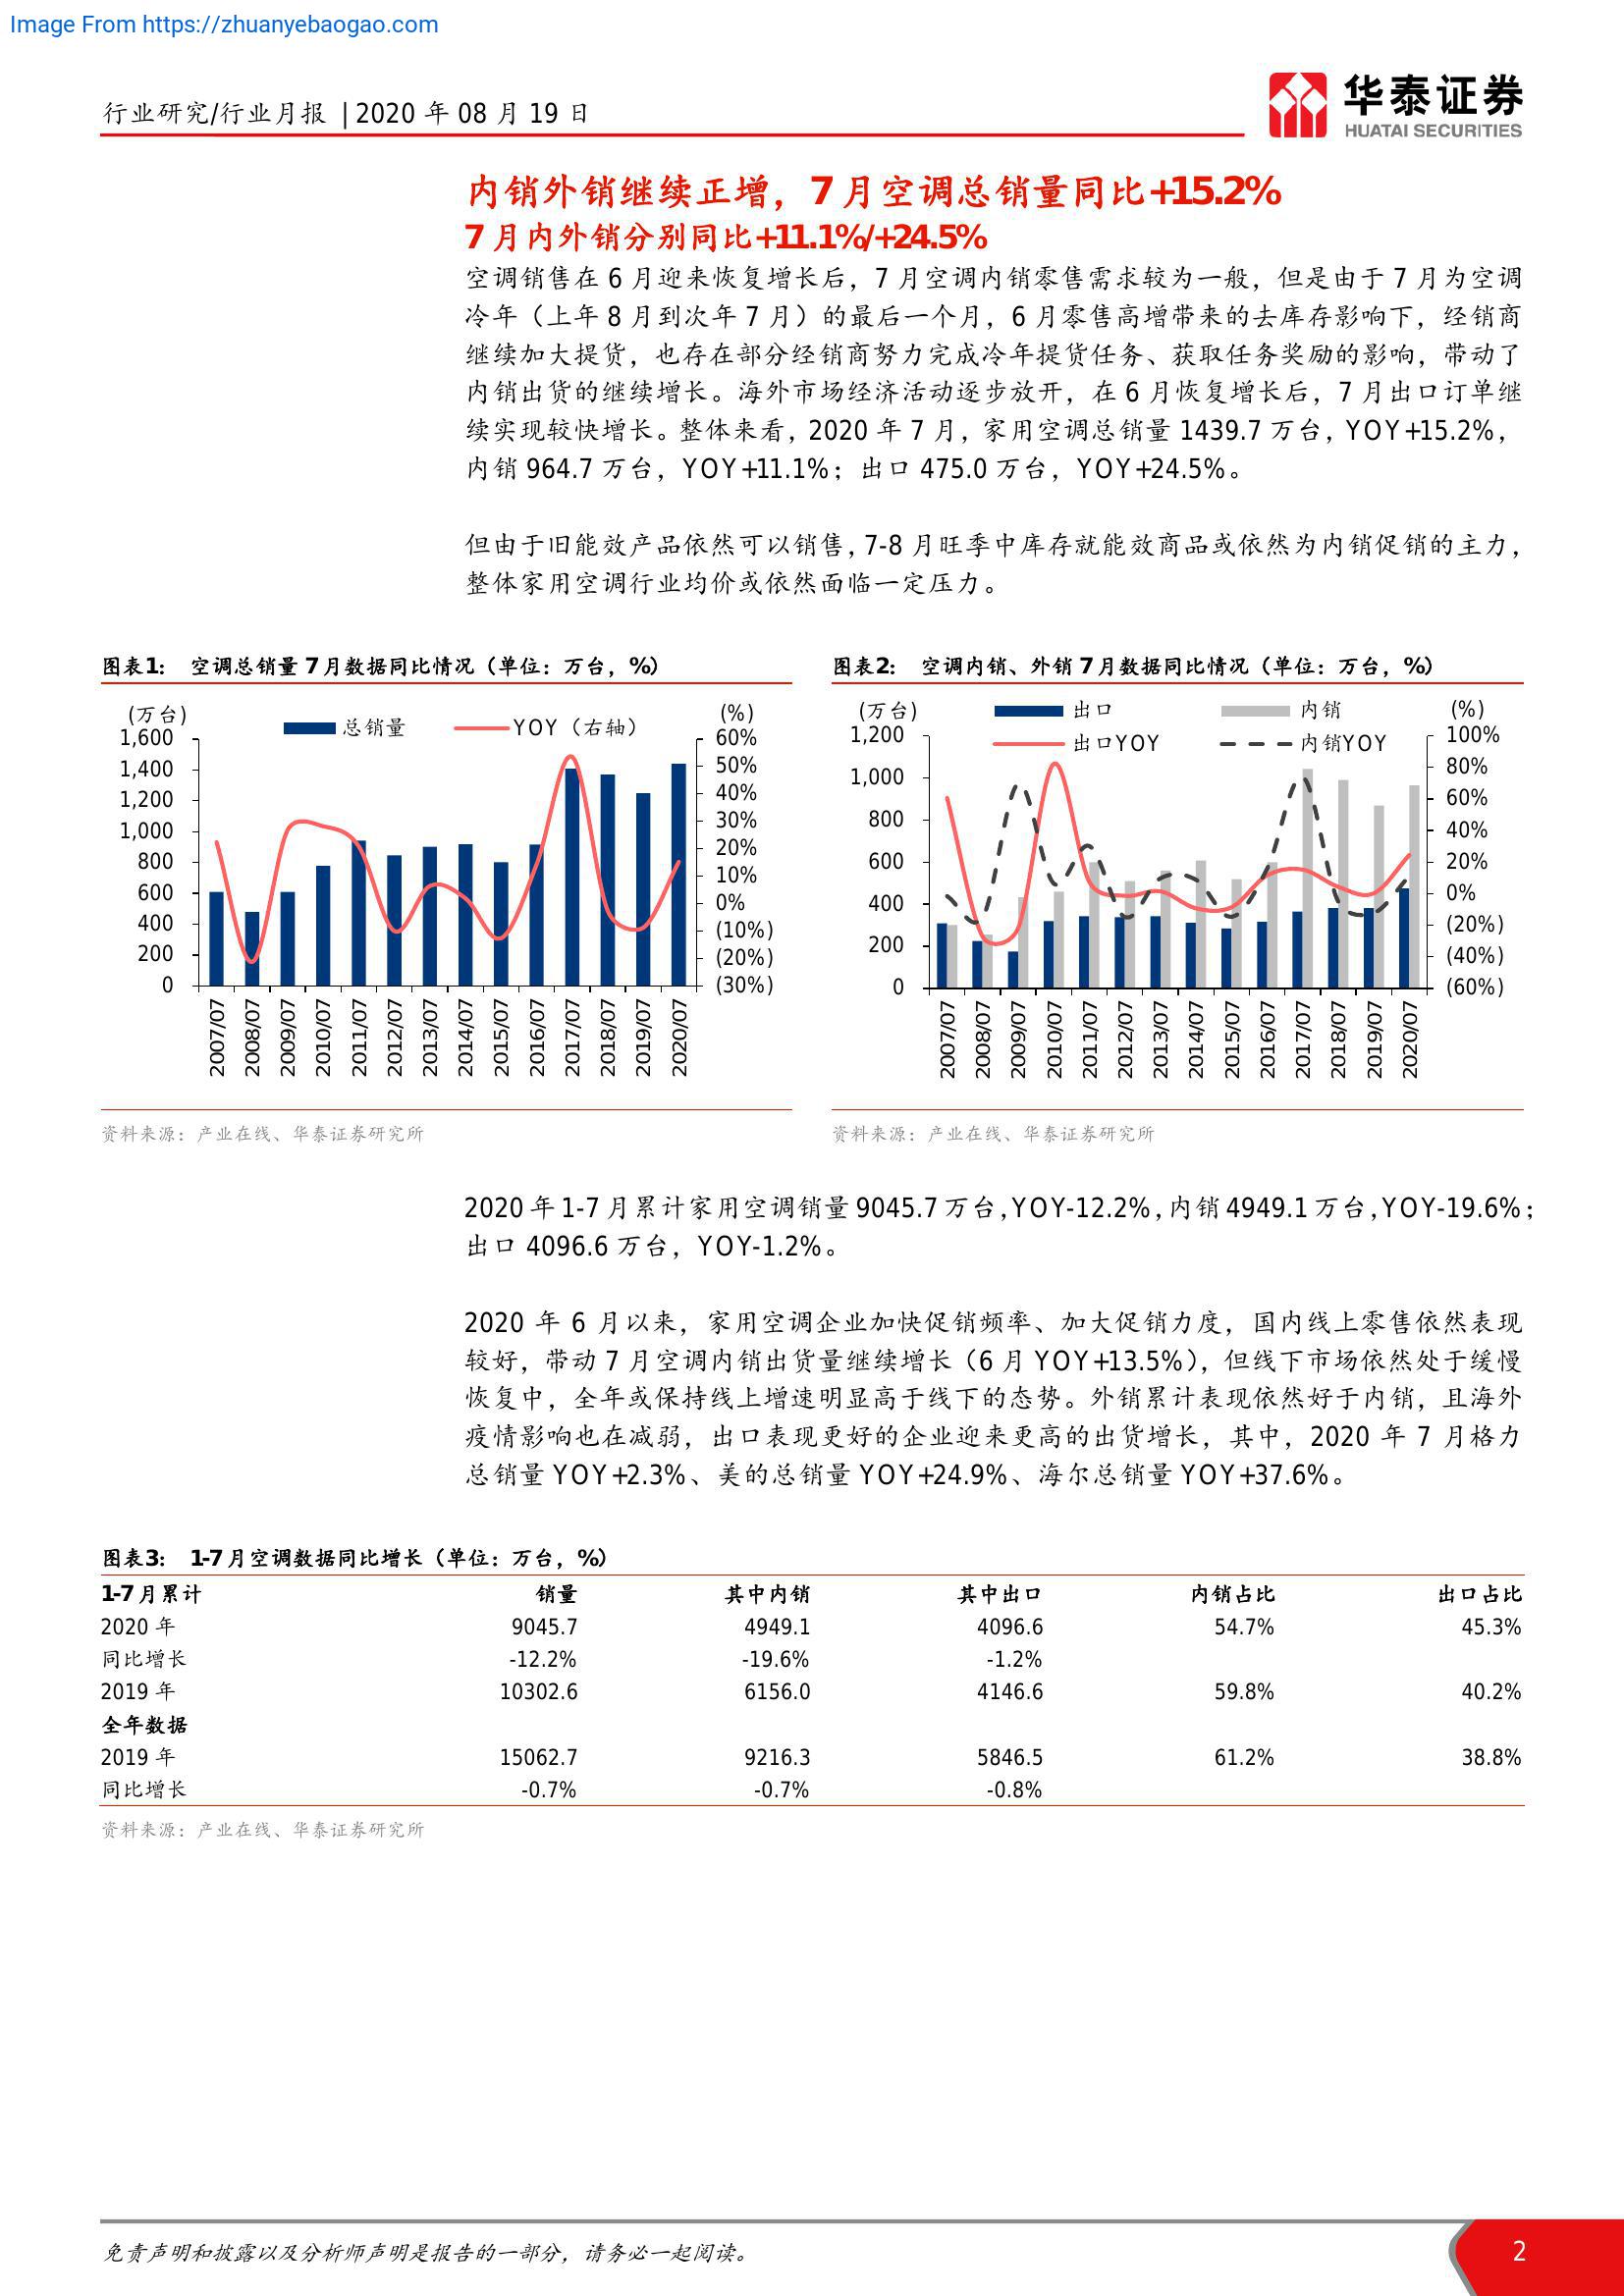 Image From https://zhuanyebaogao.com
行业研究/行业月报 | 2020 年 08 月 19 日
华泰证券
HUATAI SECURITIES
内销外销继续正增，7 月空调总销量同比+15.2%
7 月内外销分别同比+11.1%/+24.5%
空调销售在 6 月迎来恢复增长后，7 月空调内销零售需求较为一般，但是由于 7 月为空调
冷年（上年 8 月到次年 7 月）的最后一个月，6 月零售高增带来的去库存影响下，经销商
继续加大提货，也存在部分经销商努力完成冷年提货任务、获取任务奖励的影响，带动了
内销出货的继续增长。海外市场经济活动逐步放开，在 6 月恢复增长后，7 月出口订单继
续实现较快增长。整体来看，2020 年 7 月，家用空调总销量 1439.7 万台，YOY+15.2%，
内销 964.7 万台，YOY+11.1%；出口 475.0 万台，YOY+24.5%。
但由于旧能效产品依然可以销售，7-8 月旺季中库存就能效商品或依然为内销促销的主力，
整体家用空调行业均价或依然面临一定压力。
图表1： 空调总销量 7 月数据同比情况（单位：万台，%）
(万台)
总销量
YOY（右轴）
(%)
1,600
1,400
1,200
1,000
800
600
400
200
0
60%
50%
40%
30%
20%
10%
0%
(10%)
(20%)
(30%)
2007/07
2008/07
2009/07
2010/07
2011/07
2012/07
2013/07
2014/07
2015/07
2016/07
2017/07
2018/07
2019/07
2020/07
资料来源：产业在线、华泰证券研究所
图表2： 空调内销、外销 7 月数据同比情况（单位：万台，%）
(万台)
出口
内销
出口YOY
内销YOY
(%)
1,200
1,000
800
600
400
200
0
100%
80%
60%
40%
20%
0%
(20%)
(40%)
(60%)
2007/07
2008/07
2009/07
2010/07
2011/07
2012/07
2013/07
2014/07
2015/07
2016/07
2017/07
2018/07
2019/07
2020/07
资料来源：产业在线、华泰证券研究所
2020 年 1-7 月累计家用空调销量 9045.7 万台，YOY-12.2%，内销 4949.1 万台，YOY-19.6%；
出口 4096.6 万台，YOY-1.2%。
2020 年 6 月以来，家用空调企业加快促销频率、加大促销力度，国内线上零售依然表现
较好，带动 7 月空调内销出货量继续增长（6 月 YOY+13.5%），但线下市场依然处于缓慢
恢复中，全年或保持线上增速明显高于线下的态势。外销累计表现依然好于内销，且海外
疫情影响也在减弱，出口表现更好的企业迎来更高的出货增长，其中，2020 年 7 月格力
总销量 YOY+2.3%、美的总销量 YOY+24.9%、海尔总销量 YOY+37.6%。
图表3： 1-7 月空调数据同比增长（单位：万台，%）
1-7 月累计 销量 其中内销 其中出口 内销占比 出口占比
2020 年 9045.7 4949.1 4096.6 54.7% 45.3%
同比增长 -12.2% -19.6% -1.2%
2019 年 10302.6 6156.0 4146.6 59.8% 40.2%
全年数据
2019 年 15062.7 9216.3 5846.5 61.2% 38.8%
同比增长 -0.7% -0.7% -0.8%
资料来源：产业在线、华泰证券研究所
免责声明和披露以及分析师声明是报告的一部分，请务必一起阅读。
2